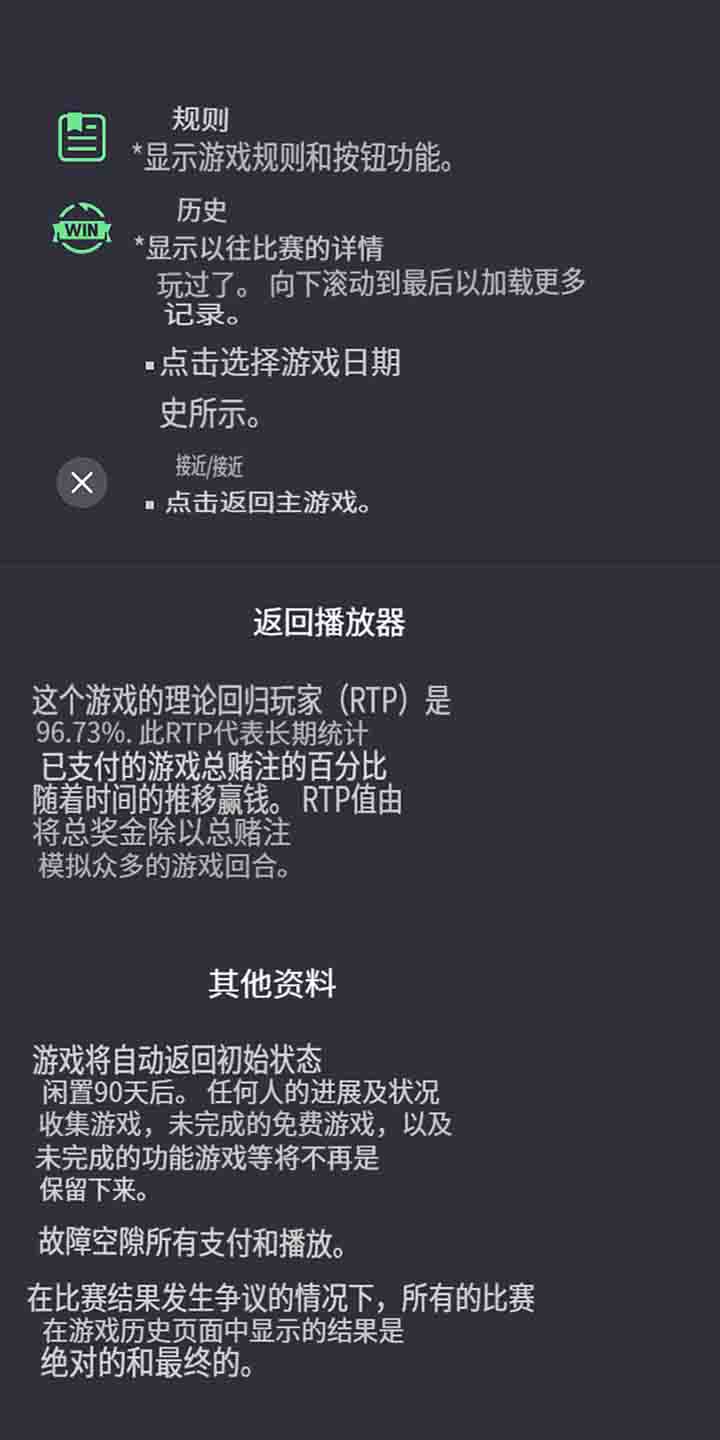 规则
*显示游戏规则和按钮功能。
WIN
历史
*显示以往比赛的详情
玩过了。 向下滚动到最后以加载更多
记录。
▪点击选择游戏日期
史所示。
接近/接近
▪ 点击返回主游戏。
返回播放器
这个游戏的理论回归玩家（RTP）是
96.73%. 此RTP代表长期统计
已支付的游戏总赌注的百分比
随着时间的推移赢钱。 RTP值由
将总奖金除以总赌注
模拟众多的游戏回合。
其他资料
游戏将自动返回初始状态
闲置90天后。 任何人的进展及状况
收集游戏，未完成的免费游戏，以及
未完成的功能游戏等将不再是
保留下来。
故障空隙所有支付和播放。
在比赛结果发生争议的情况下，所有的比赛
在游戏历史页面中显示的结果是
绝对的和最终的。